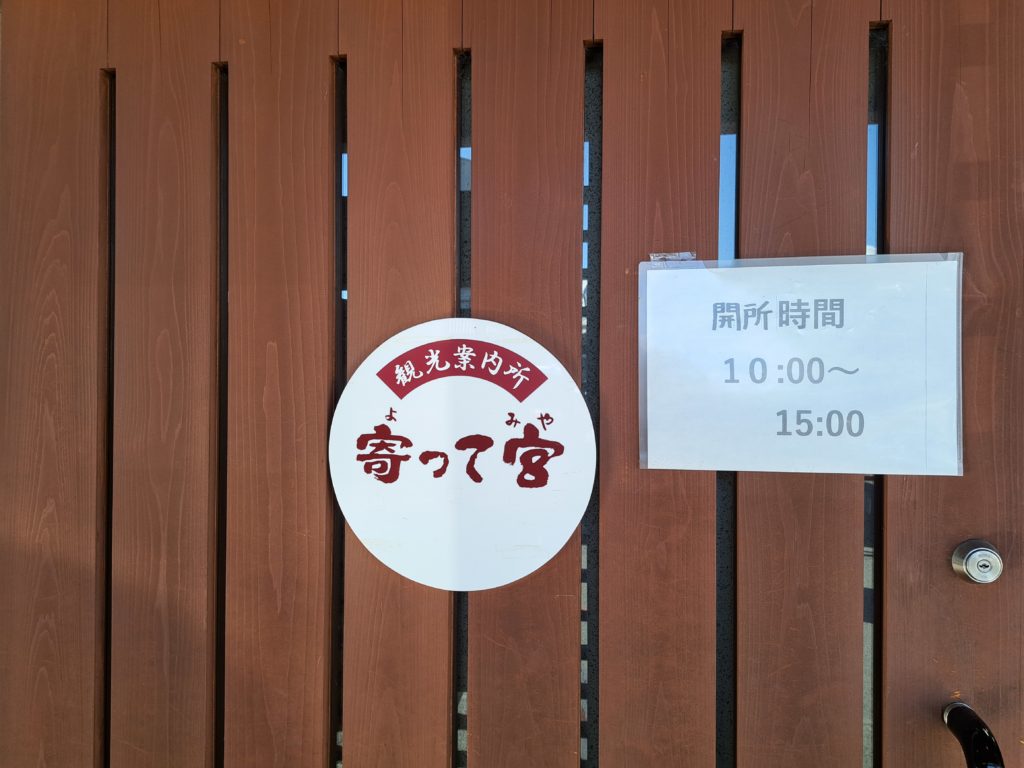 観光案内所
よ みや
寄って宮
開所時間
10:00～
15:00